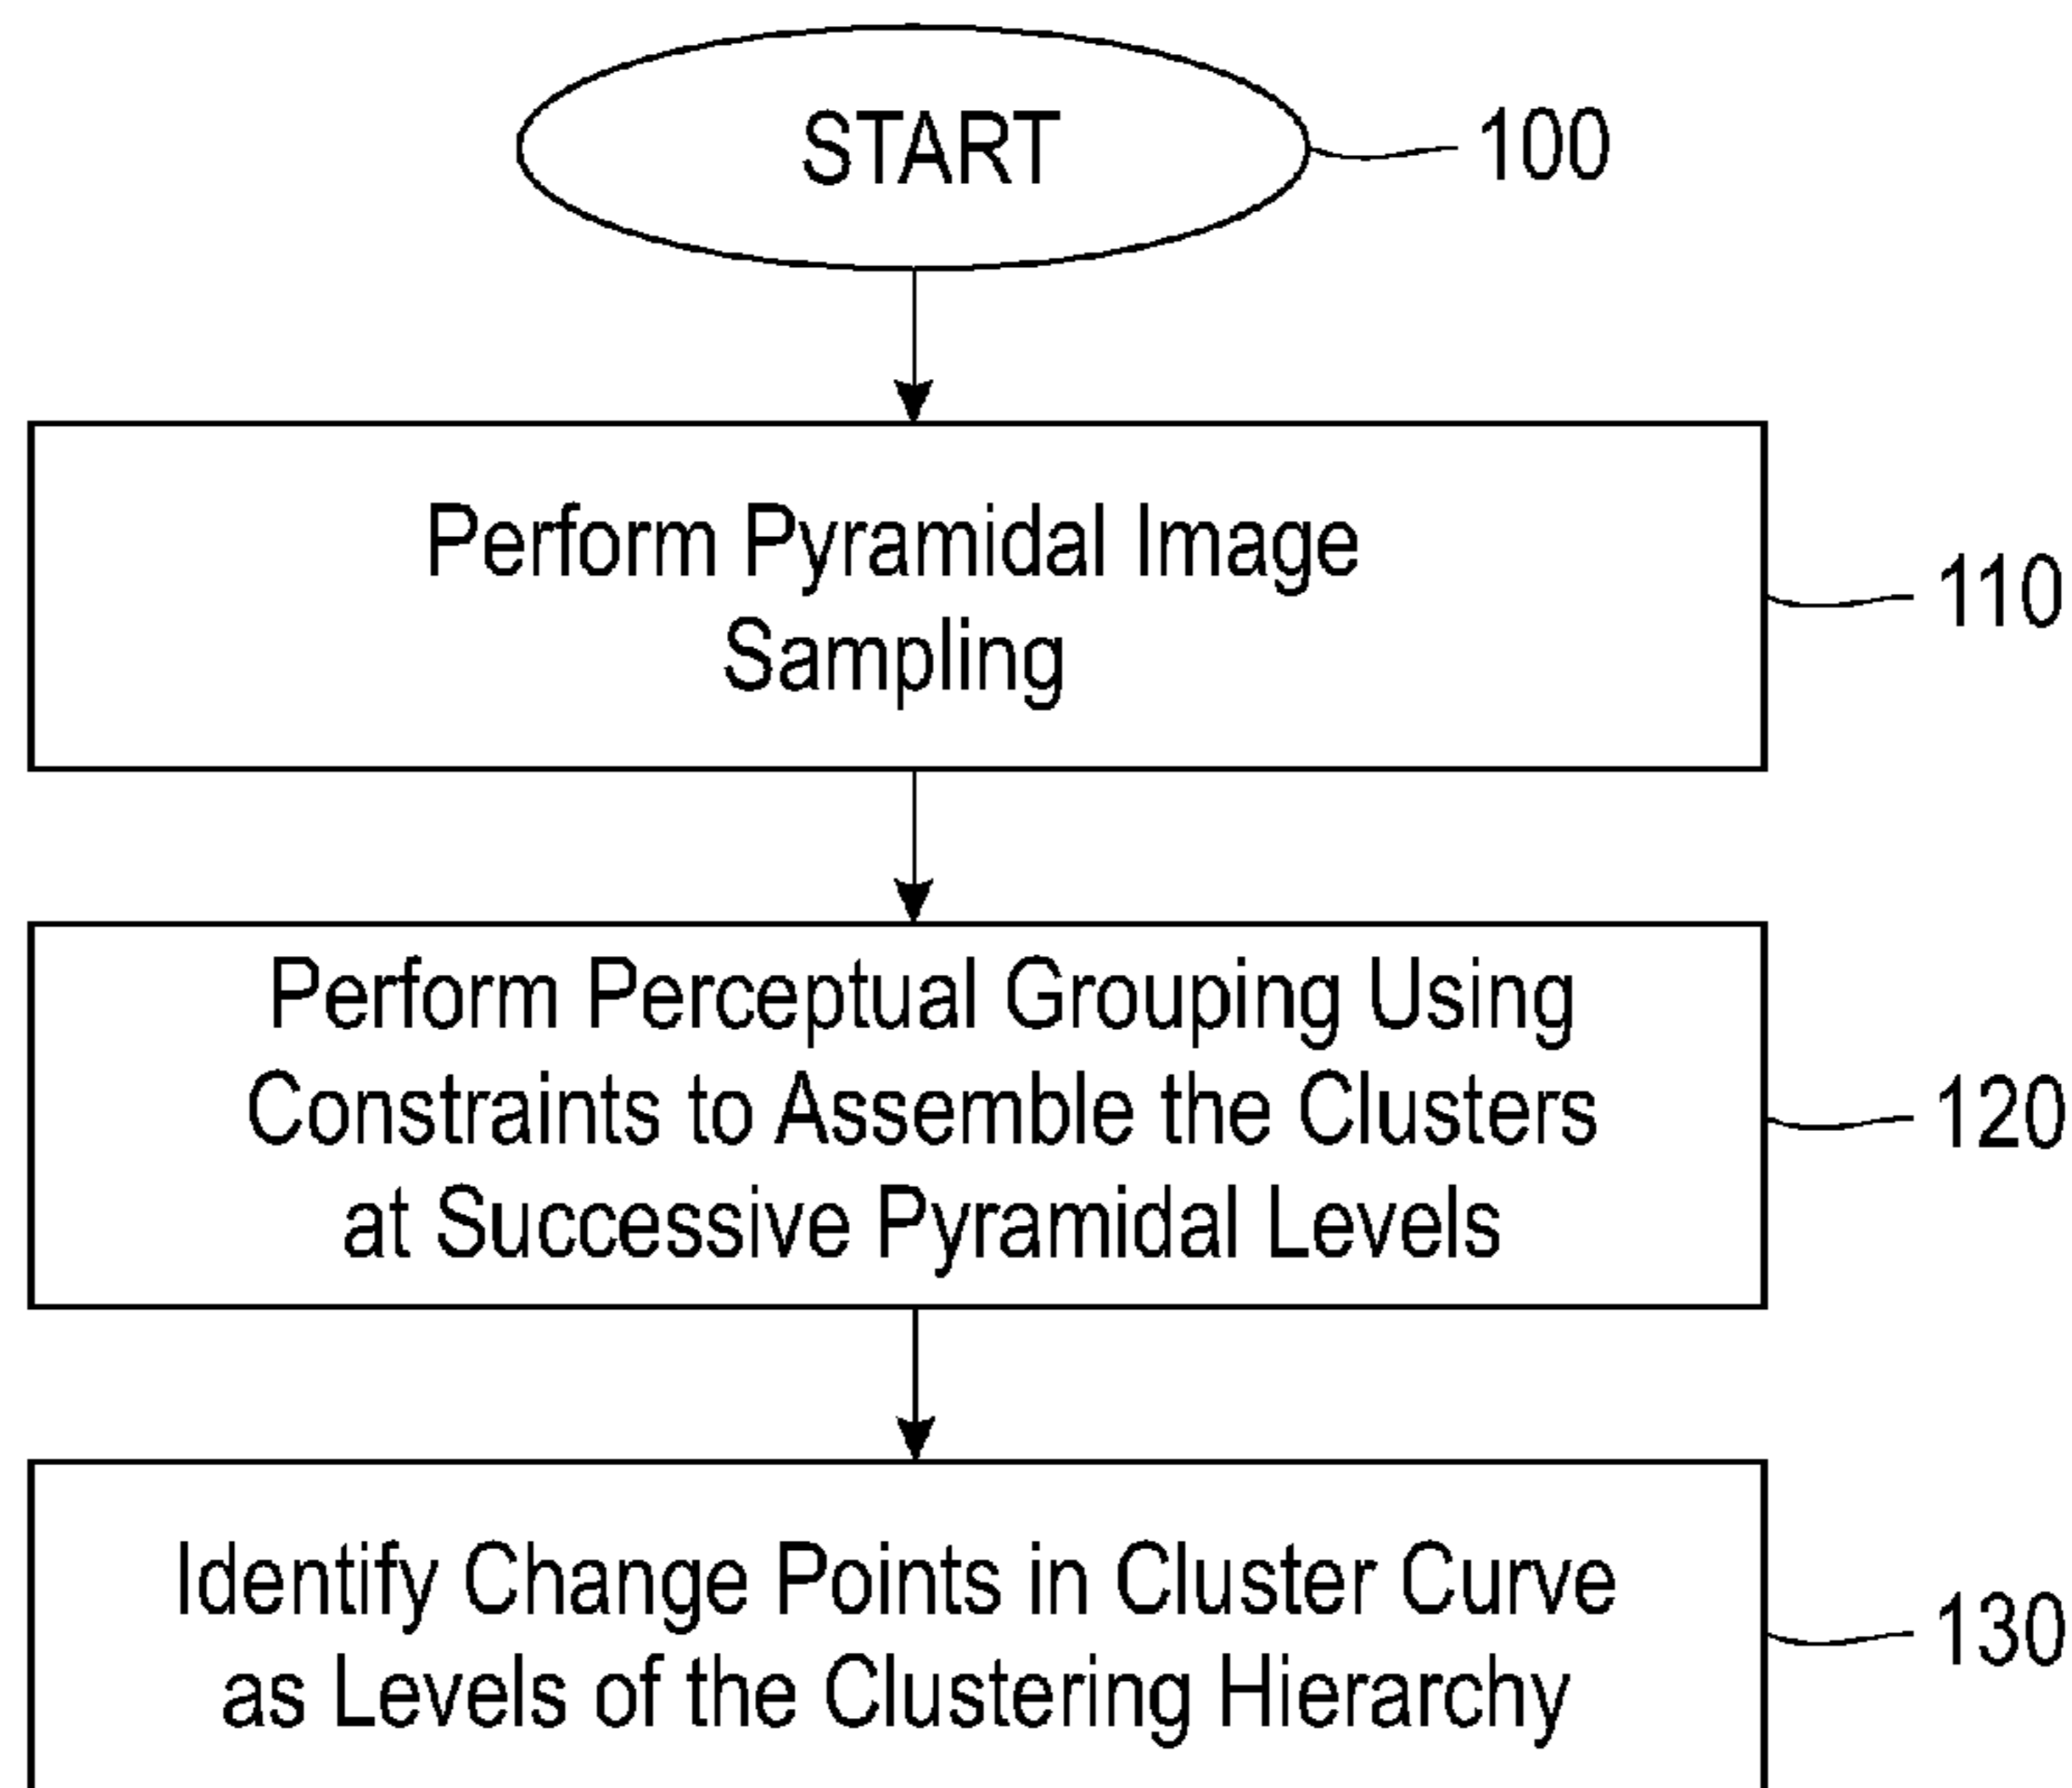 START
100
Perform Pyramidal Image
Sampling
110
Perform Perceptual Grouping Using
Constraints to Assemble the Clusters
at Successive Pyramidal Levels
120
Identify Change Points in Cluster Curve
as Levels of the Clustering Hierarchy
130